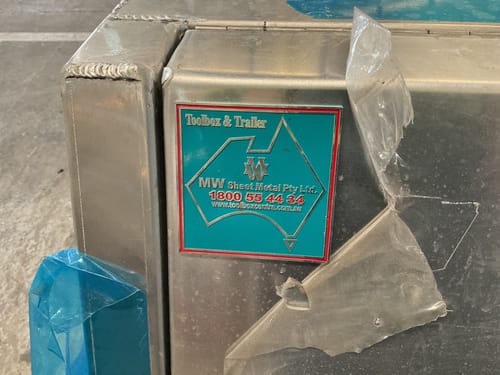 Toolbox & Trailer
MW Sheet Metal Pty Ltd.
1800 55 44 34
www.toolboxcentre.com.au